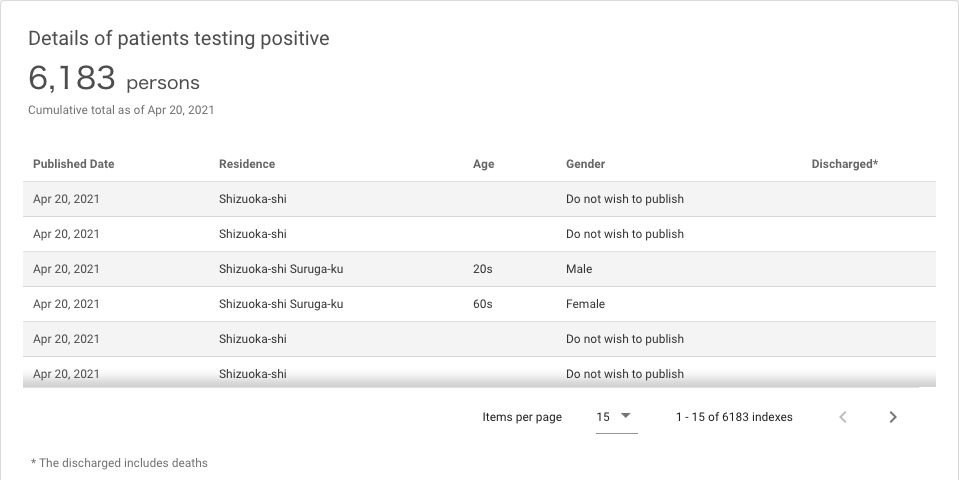 Details of patients testing positive
6,183 persons
Cumulative total as of Apr 20, 2021
Published Date Residence Age Gender Discharged*
Apr 20, 2021 Shizuoka-shi Do not wish to publish
Apr 20, 2021 Shizuoka-shi Do not wish to publish
Apr 20, 2021 Shizuoka-shi Suruga-ku 20s Male
Apr 20, 2021 Shizuoka-shi Suruga-ku 60s Female
Apr 20, 2021 Shizuoka-shi Do not wish to publish
Apr 20, 2021 Shizuoka-shi Do not wish to publish
Items per page 15 1 - 15 of 6183 indexes
* The discharged includes deaths